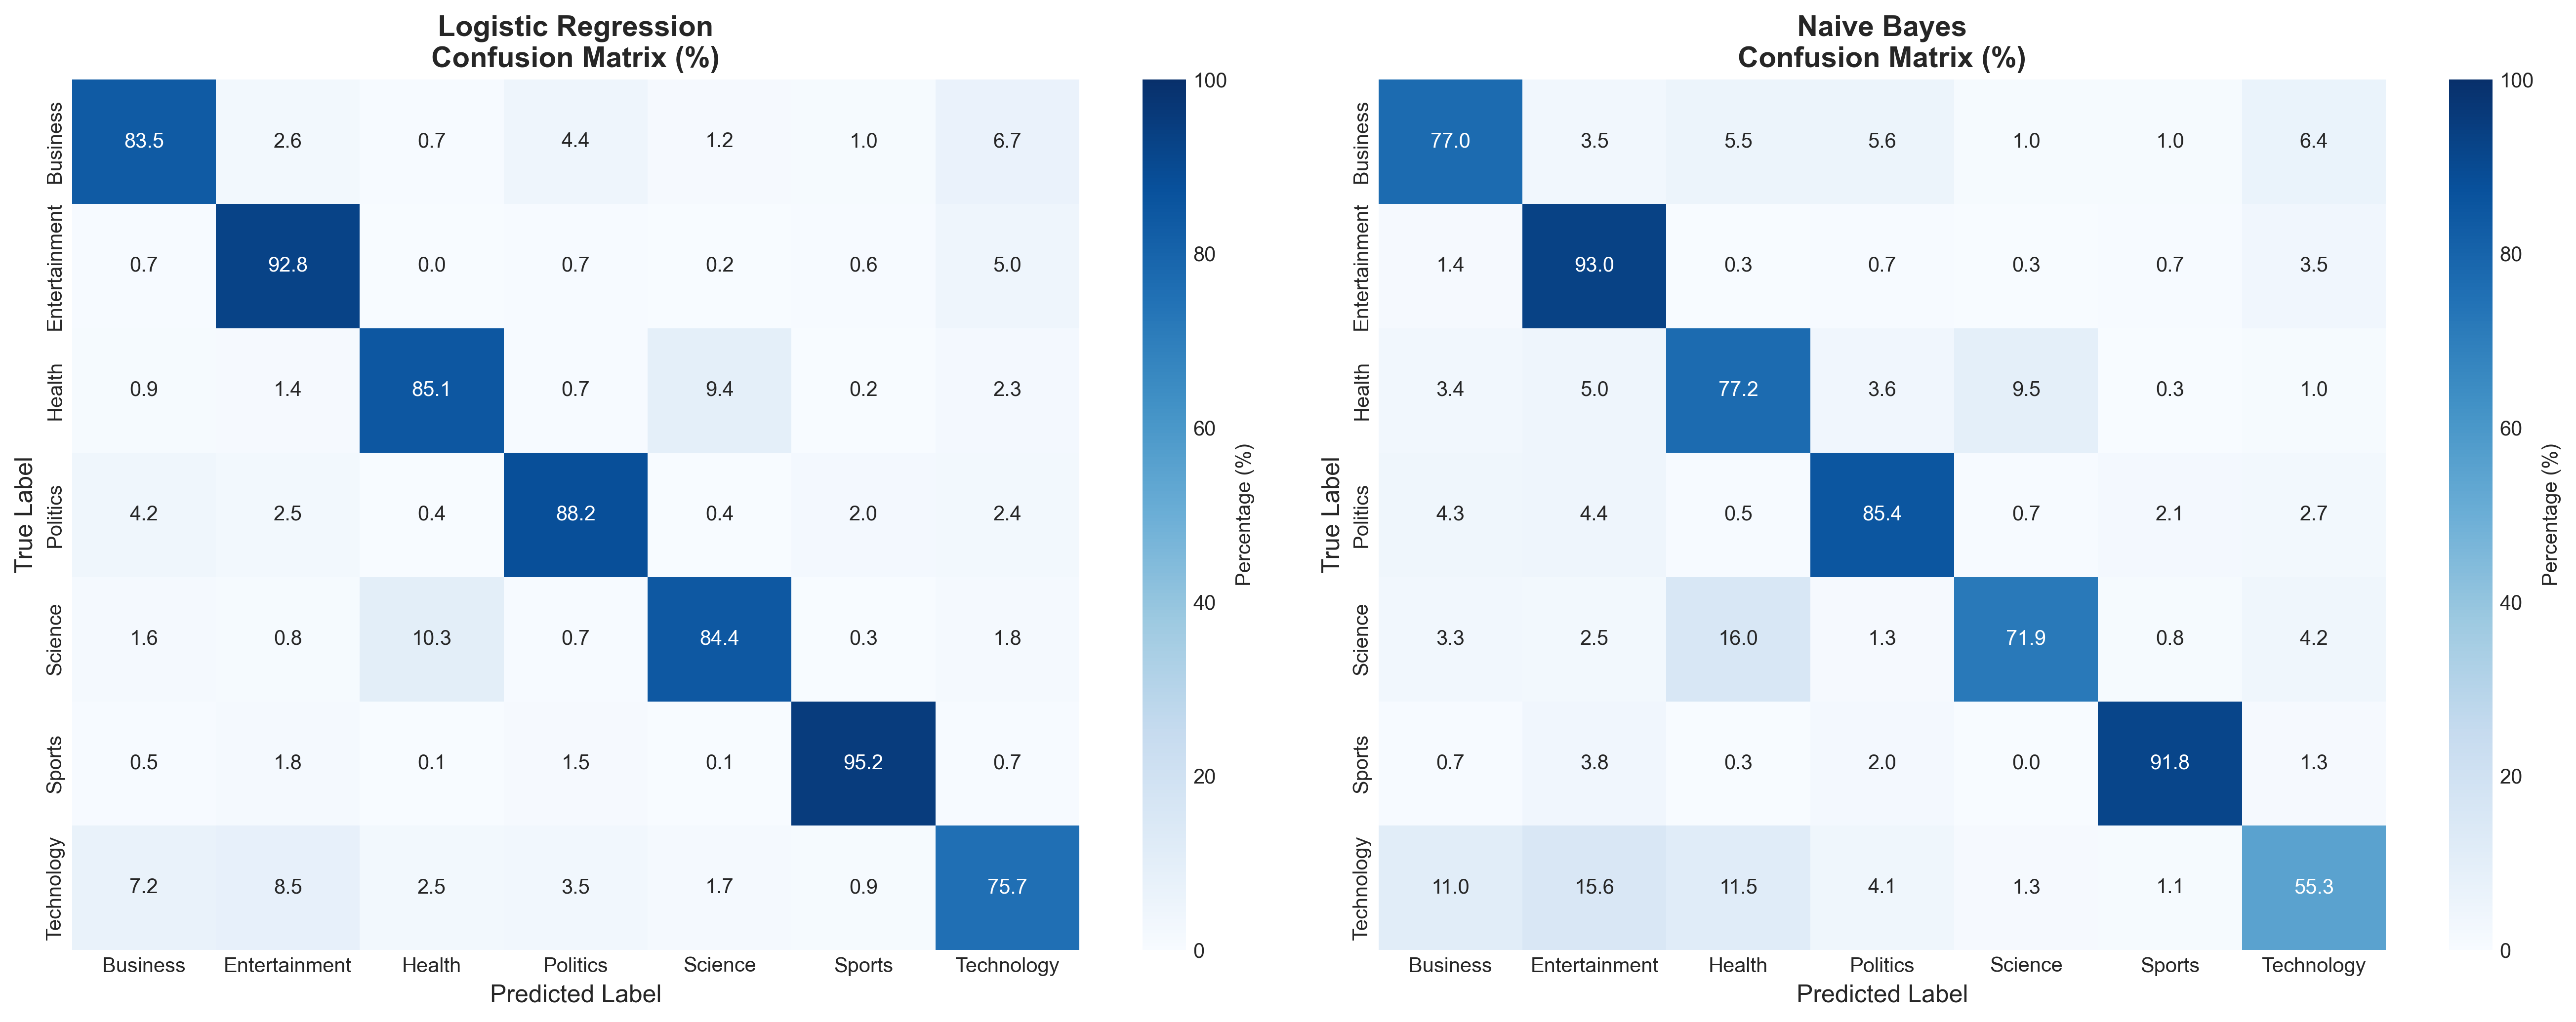 Logistic Regression
Confusion Matrix (%)
Business
83.5 2.6 0.7 4.4 1.2 1.0 6.7
Entertainment
0.7 92.8 0.0 0.7 0.2 0.6 5.0
Health
0.9 1.4 85.1 0.7 9.4 0.2 2.3
Politics
4.2 2.5 0.4 88.2 0.4 2.0 2.4
Science
1.6 0.8 10.3 0.7 84.4 0.3 1.8
Sports
0.5 1.8 0.1 1.5 0.1 95.2 0.7
Technology
7.2 8.5 2.5 3.5 1.7 0.9 75.7
True Label
Business Entertainment Health Politics Science Sports Technology
Predicted Label
100
80
60
40
20
0
Percentage (%)
Naive Bayes
Confusion Matrix (%)
Business
77.0 3.5 5.5 5.6 1.0 1.0 6.4
Entertainment
1.4 93.0 0.3 0.7 0.3 0.7 3.5
Health
3.4 5.0 77.2 3.6 9.5 0.3 1.0
Politics
4.3 4.4 0.5 85.4 0.7 2.1 2.7
Science
3.3 2.5 16.0 1.3 71.9 0.8 4.2
Sports
0.7 3.8 0.3 2.0 0.0 91.8 1.3
Technology
11.0 15.6 11.5 4.1 1.3 1.1 55.3
True Label
Business Entertainment Health Politics Science Sports Technology
Predicted Label
100
80
60
40
20
0
Percentage (%)